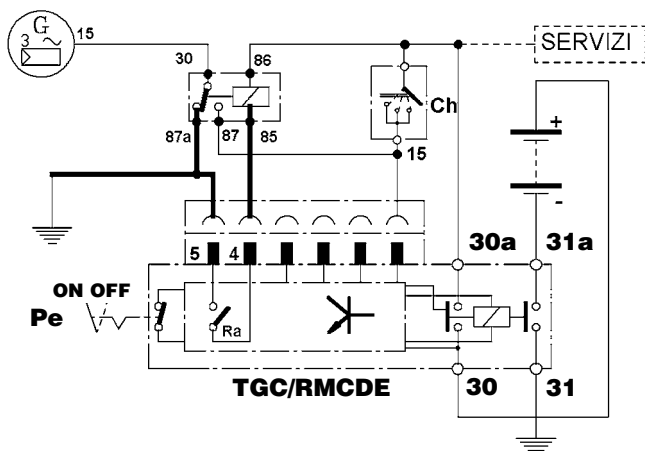 G
3
15
30
86
SERVIZI
Ch
+
87a
87
85
15
-
5
4
30a
31a
ON OFF
Pe
Ra
TGC/RMCDE
30
31